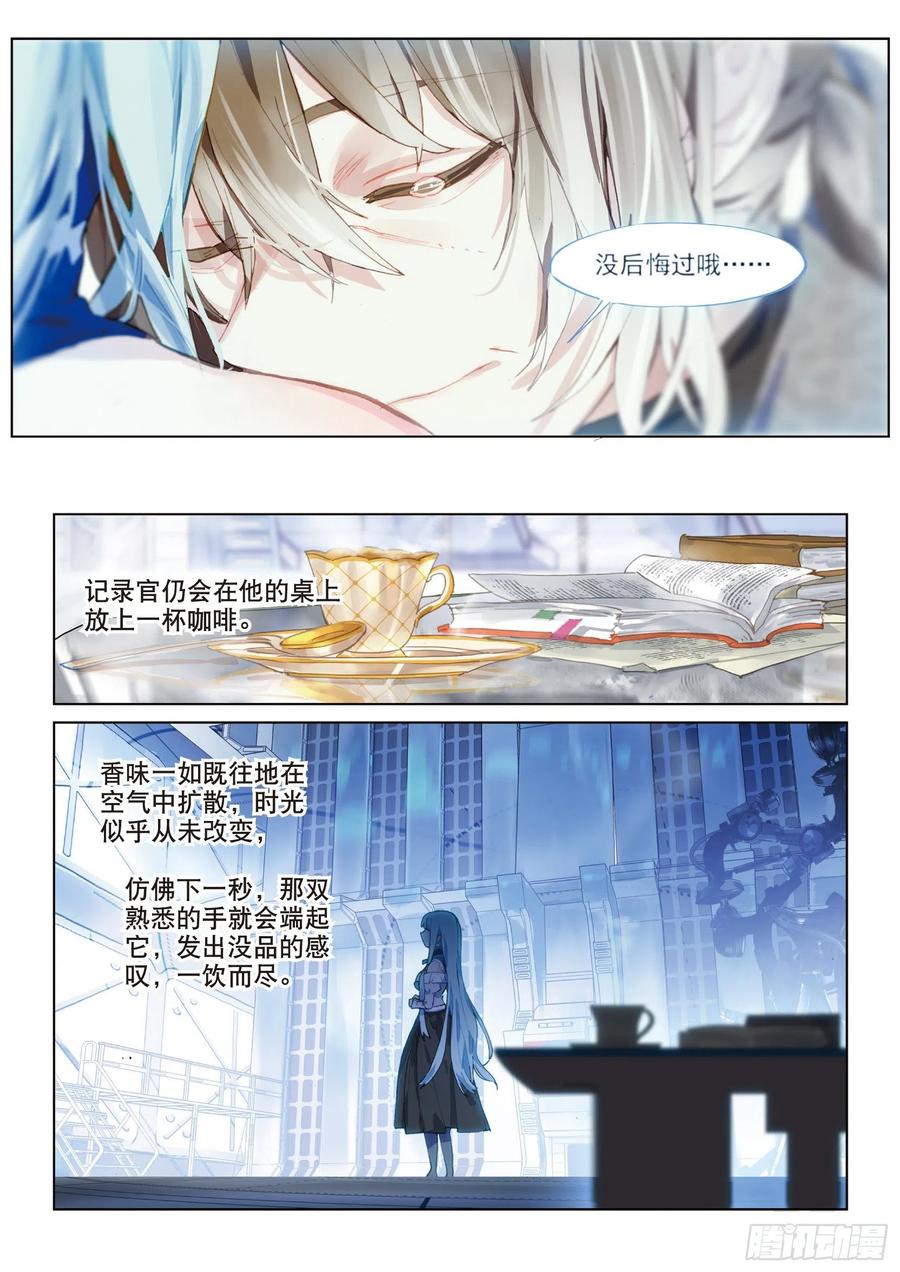 没后悔过哦……
记录官仍会在他的桌上
放上一杯咖啡。
香味一如既往地在
空气中扩散，时光
似乎从未改变，
仿佛下一秒，那双
熟悉的手就会端起
它，发出没品的感
叹，一饮而尽。
腾讯动漫